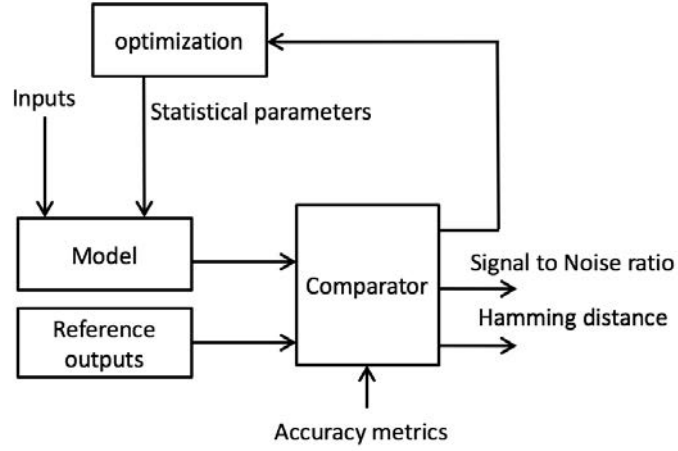 optimization
Inputs
Statistical parameters
Model
Comparator
Signal to Noise ratio
Hamming distance
Reference
outputs
Accuracy metrics